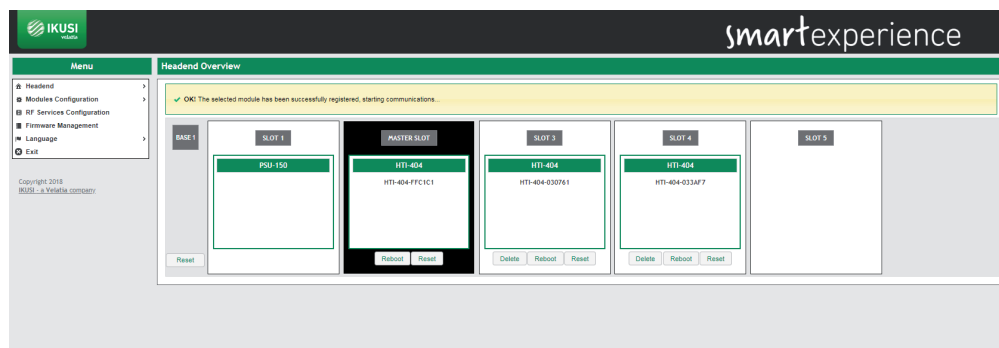 IKUSI
velatia
smartexperience
Menu
Headend Overview
Headend
Modules Configuration
RF Services Configuration
Firmware Management
Language
Exit
Copyright 2018
IKUSI - a Velatia company
OK! The selected module has been successfully registered, starting communications...
BASE 1
Reset
SLOT 1
PSU-150
MASTER SLOT
HTI-404
HTI-404-FFC1C1
Reboot Reset
SLOT 3
HTI-404
HTI-404-030761
Delete Reboot Reset
SLOT 4
HTI-404
HTI-404-033AF7
Delete Reboot Reset
SLOT 5